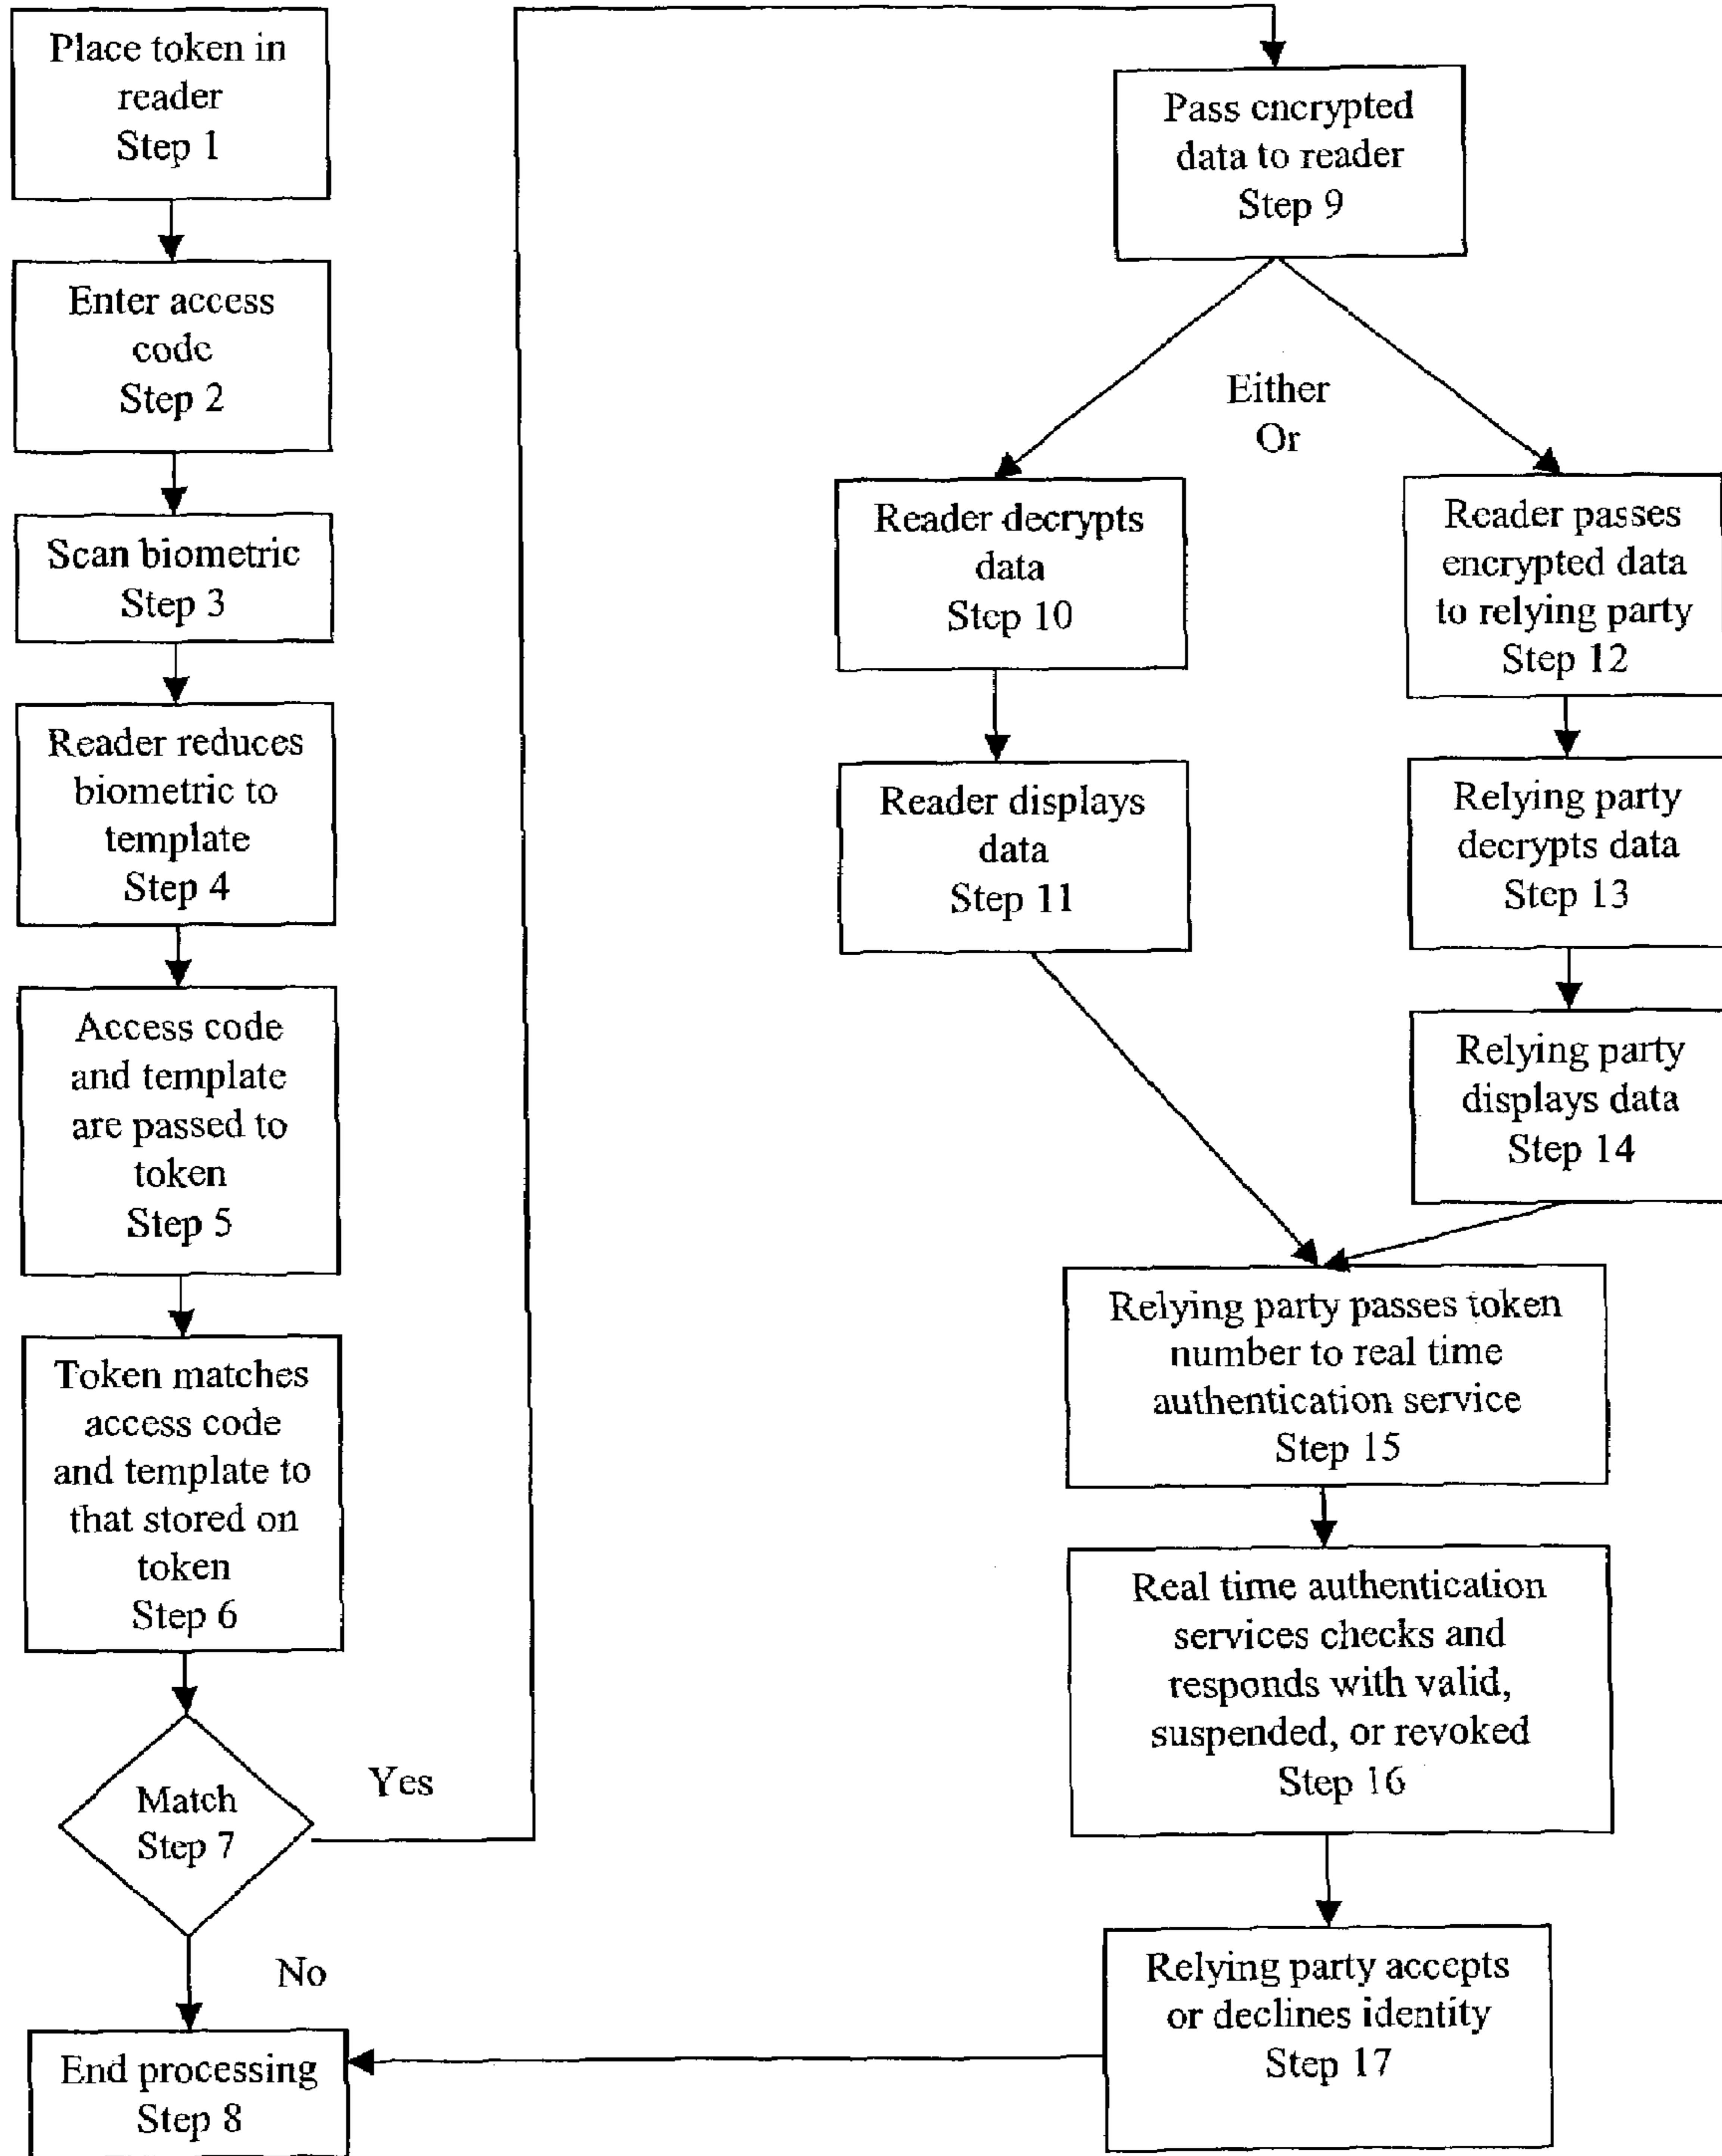 Place token in
reader
Step 1
Enter access
code
Step 2
Scan biometric
Step 3
Reader reduces
biometric to
template
Step 4
Access code
and template
are passed to
token
Step 5
Token matches
access code
and template to
that stored on
token
Step 6
Match
Step 7
Yes
No
End processing
Step 8
Pass encrypted
data to reader
Step 9
Either
Or
Reader decrypts
data
Step 10
Reader displays
data
Step 11
Reader passes
encrypted data
to relying party
Step 12
Relying party
decrypts data
Step 13
Relying party
displays data
Step 14
Relying party passes token
number to real time
authentication service
Step 15
Real time authentication
services checks and
responds with valid,
suspended, or revoked
Step 16
Relying party accepts
or declines identity
Step 17